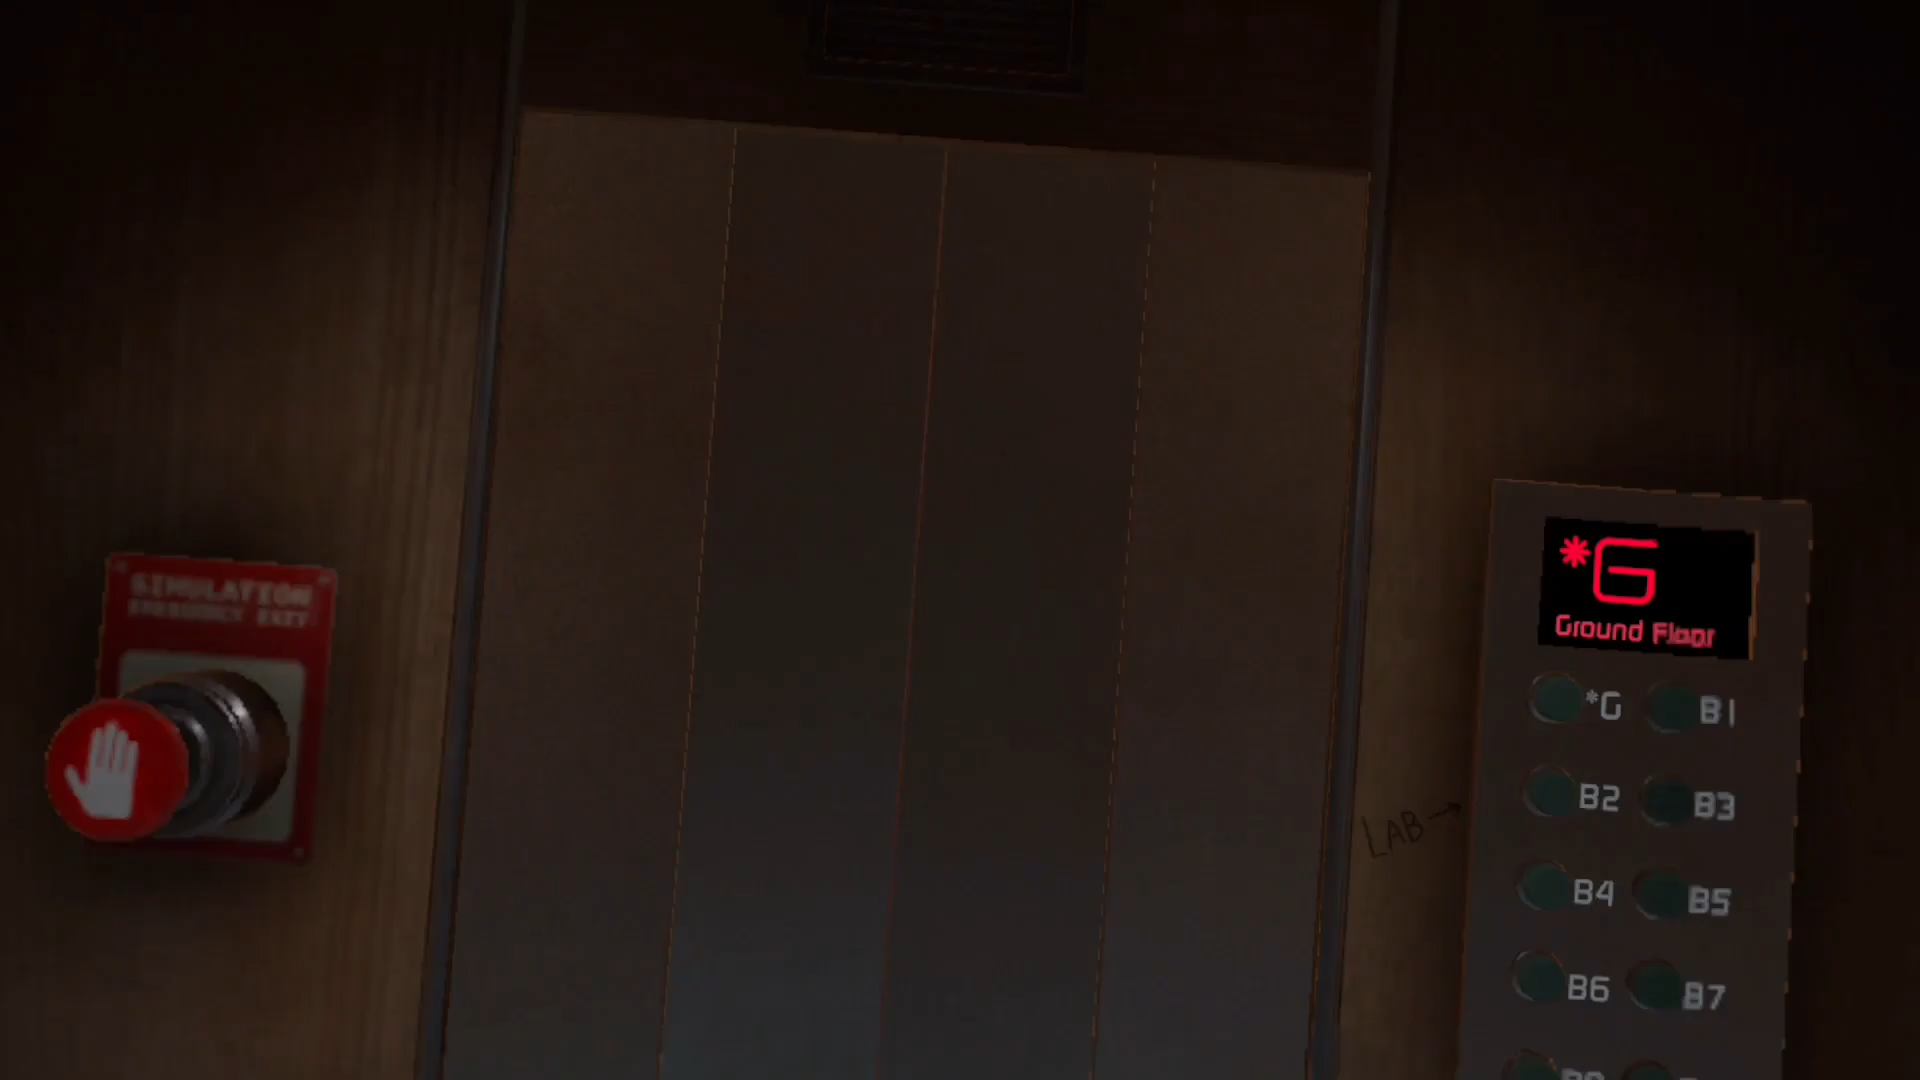 SIMULATION
EMERGENCY EXIT
*G
Ground Floor
*G B1
B2 B3
LAB →
B4 B5
B6 B7